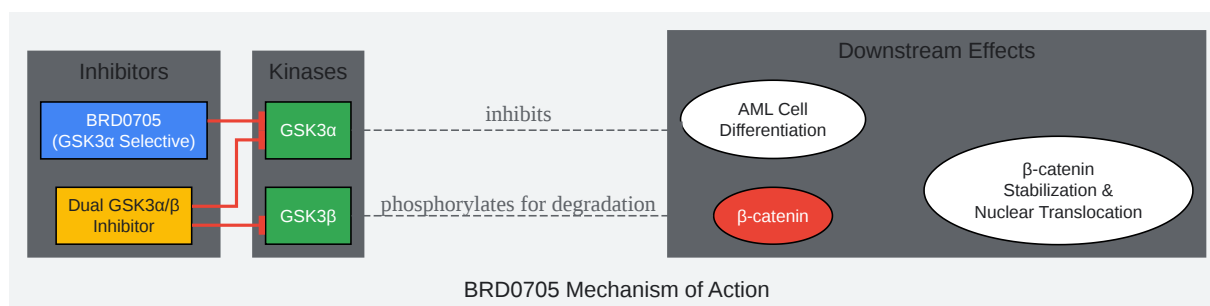 Inhibitors
BRD0705
(GSK3α Selective)
Dual GSK3α/β
Inhibitor
Kinases
GSK3α
GSK3β
inhibits
phosphorylates for degradation
Downstream Effects
AML Cell
Differentiation
β-catenin
β-catenin
Stabilization &
Nuclear Translocation
BRD0705 Mechanism of Action